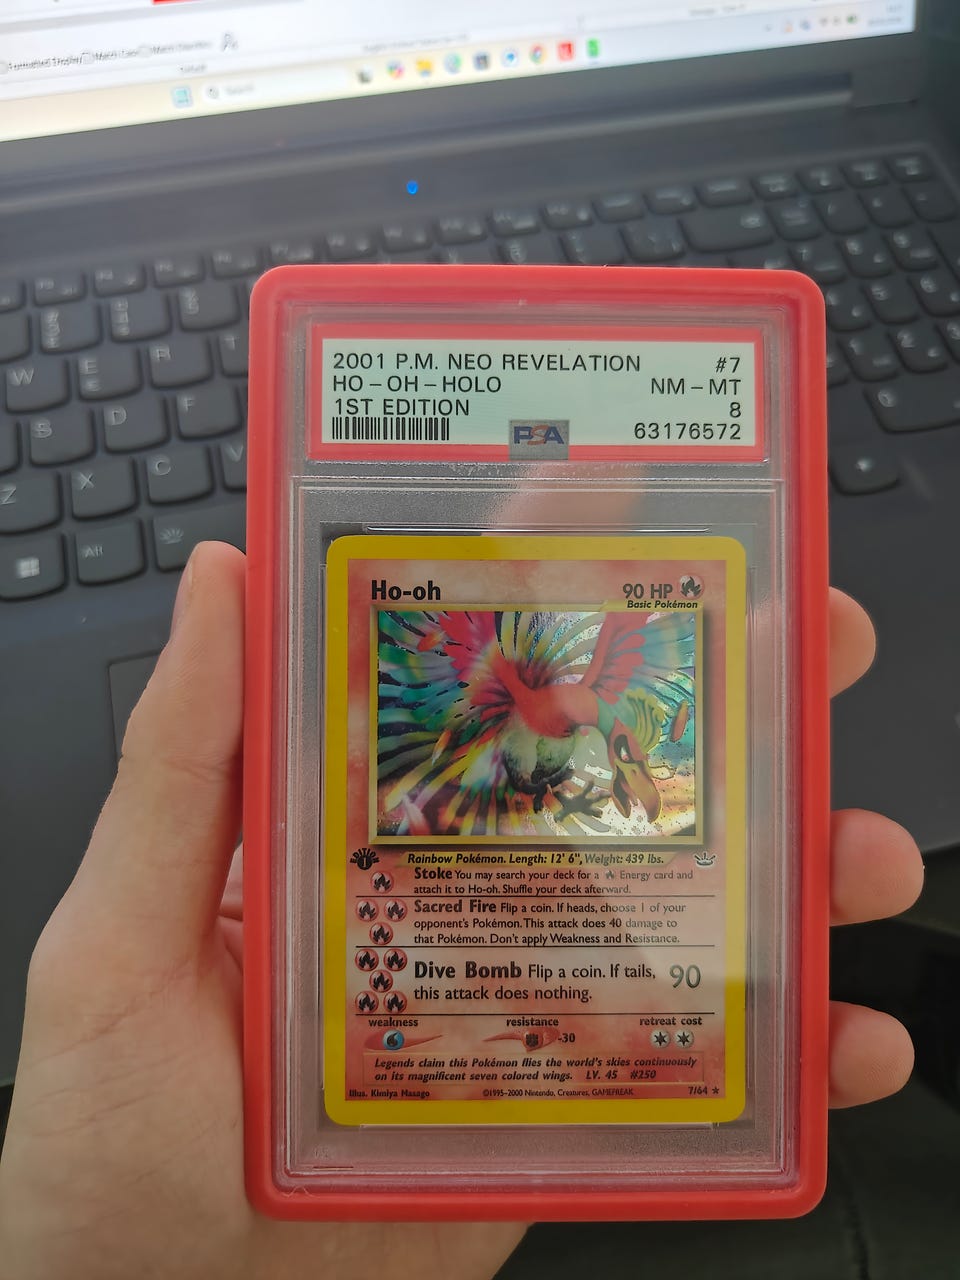 Search
W
E
R
T
S
D
F
Z
X
C
V
2001 P.M. NEO REVELATION #7
HO-OH-HOLO NM-MT
1ST EDITION 8
PSA
63176572
Ho-oh 90 HP
Basic Pokémon
EDITION
1
Rainbow Pokémon. Length: 12' 6", Weight: 439 lbs.
Stoke You may search your deck for a Energy card and
attach it to Ho-oh. Shuffle your deck afterward.
Sacred Fire Flip a coin. If heads, choose 1 of your
opponent's Pokémon. This attack does 40 damage to
that Pokémon. Don't apply Weakness and Resistance.
Dive Bomb Flip a coin. If tails, 90
this attack does nothing.
weakness resistance retreat cost
-30
Legends claim this Pokémon flies the world's skies continuously
on its magnificent seven colored wings. LV. 45 #250
Illus. Kimiya Masago ©1995-2000 Nintendo, Creatures, GAMEFREAK 7/64 ★